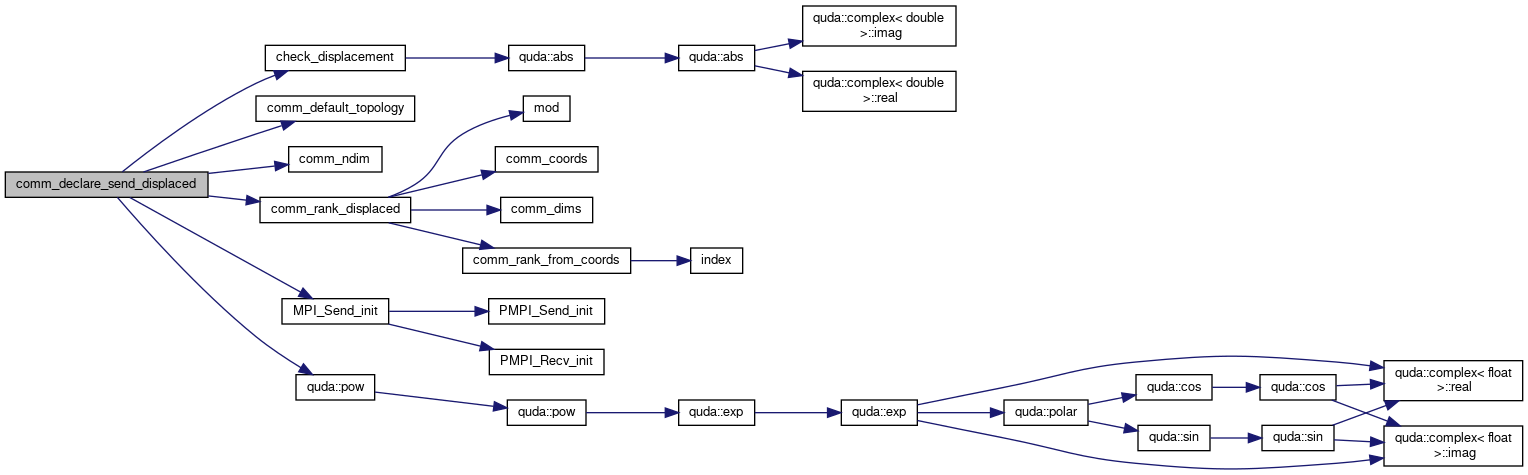 quda::complex< double
>::imag
check_displacement
quda::abs
quda::abs
quda::complex< double
>::real
comm_default_topology
mod
comm_ndim
comm_coords
comm_declare_send_displaced
comm_rank_displaced
comm_dims
comm_rank_from_coords
index
MPI_Send_init
PMPI_Send_init
PMPI_Recv_init
quda::pow
quda::pow
quda::exp
quda::exp
quda::polar
quda::cos
quda::cos
quda::complex< float
>::real
quda::sin
quda::sin
quda::complex< float
>::imag